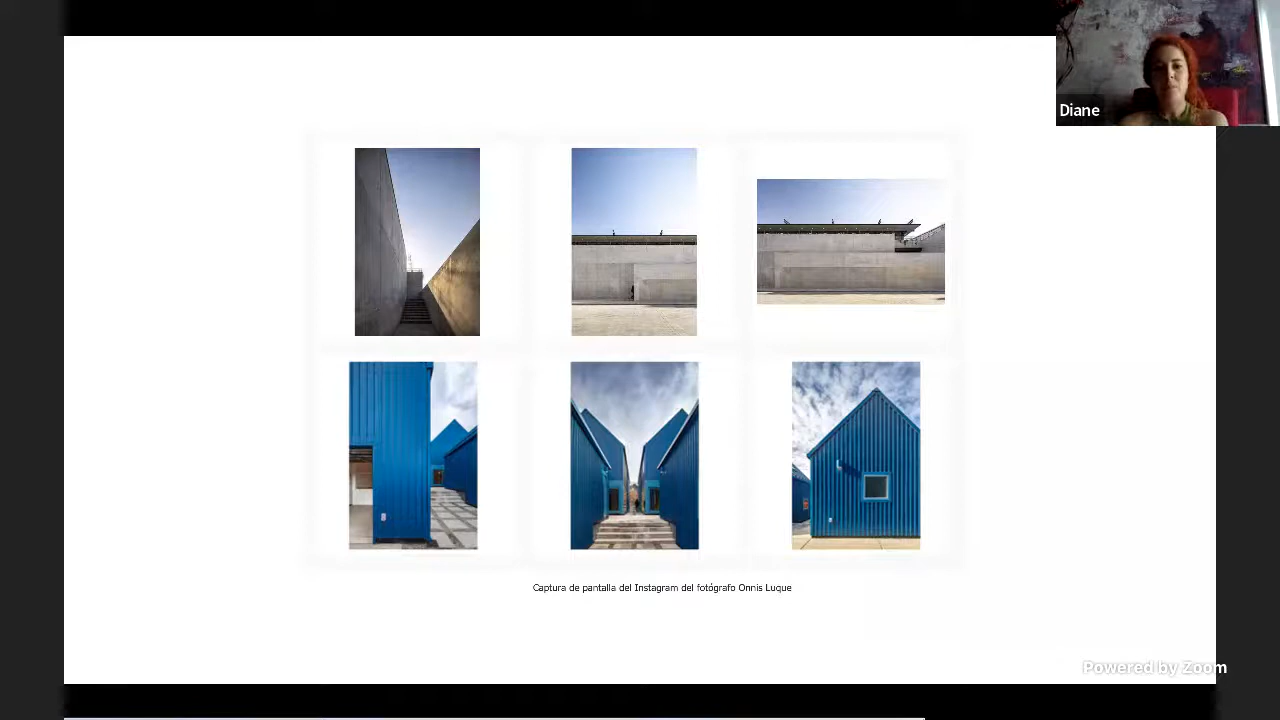 Diane
Captura de pantalla del Instagram del fotógrafo Onnis Luque
Powered by Zoom